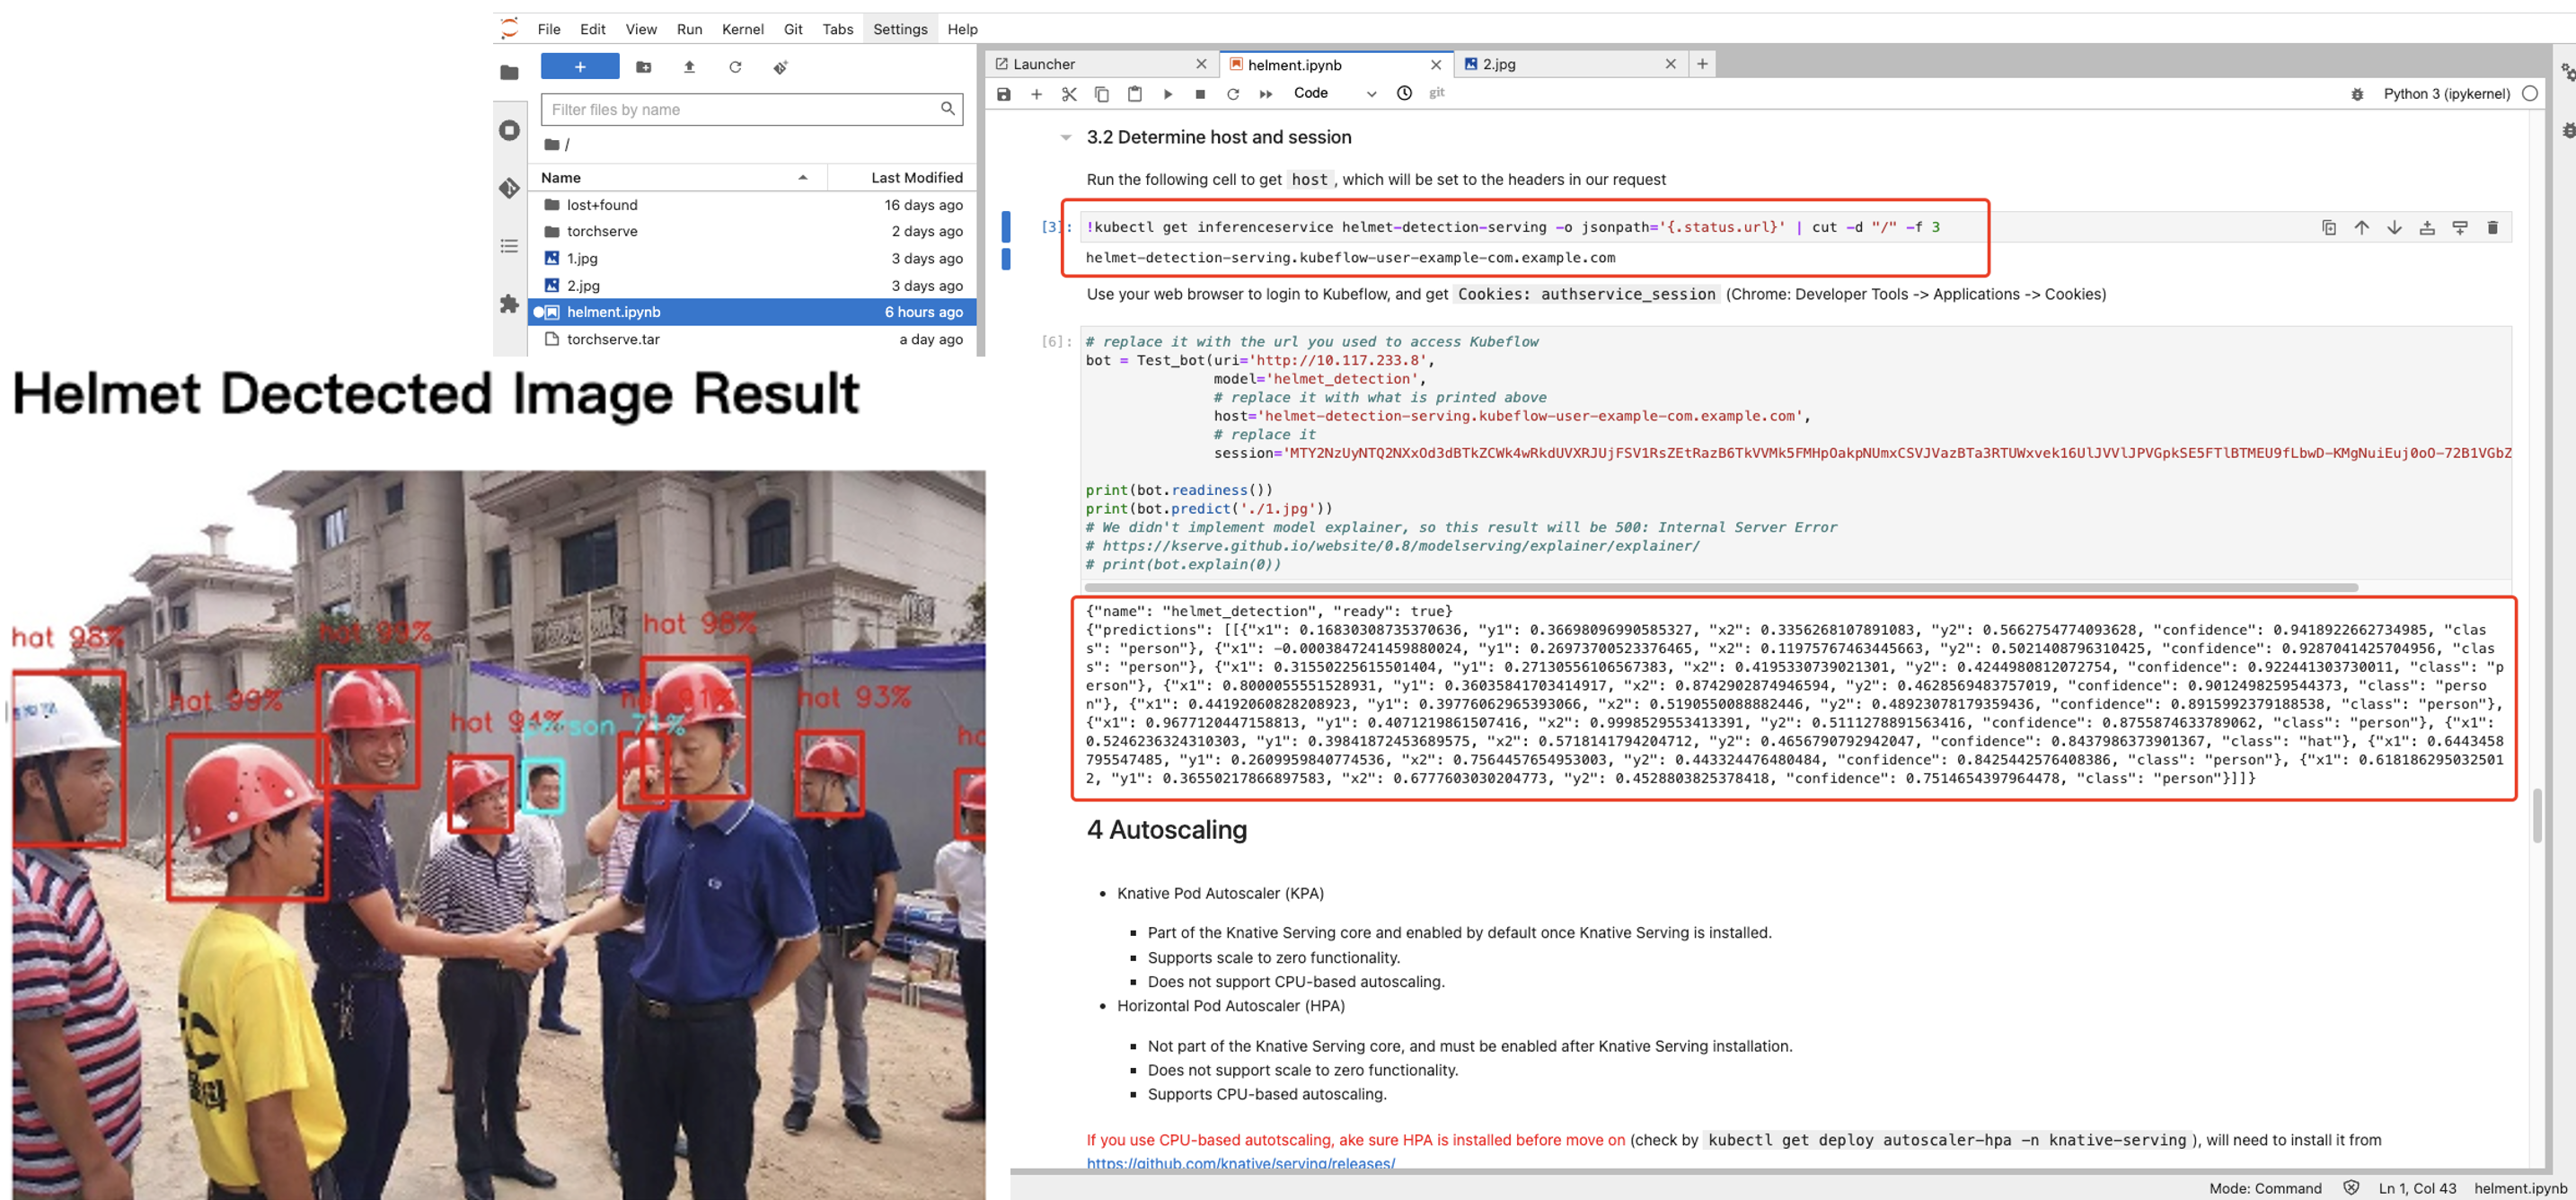 File Edit View Run Kernel Git Tabs Settings Help
+
Filter files by name
/
Name Last Modified
lost+found 16 days ago
torchserve 2 days ago
1.jpg 3 days ago
2.jpg 3 days ago
helment.ipynb 6 hours ago
torchserve.tar a day ago
Helmet Dectected Image Result
hat 98%
hat 99%
hat 99%
hat 94%
person 71%
hat 91%
hat 98%
hat 93%
Launcher
helment.ipynb
2.jpg
Code
git
Python 3 (ipykernel)
3.2 Determine host and session
Run the following cell to get host , which will be set to the headers in our request
[3]: !kubectl get inferenceservice helmet-detection-serving -o jsonpath='{.status.url}' | cut -d "/" -f 3
helmet-detection-serving.kubeflow-user-example-com.example.com
Use your web browser to login to Kubeflow, and get Cookies: authservice_session (Chrome: Developer Tools -> Applications -> Cookies)
[6]: # replace it with the url you used to access Kubeflow
bot = Test_bot(uri='http://10.117.233.8',
model='helmet_detection',
# replace it with what is printed above
host='helmet-detection-serving.kubeflow-user-example-com.example.com',
# replace it
session='
print(bot.readiness())
print(bot.predict('./1.jpg'))
# We didn't implement model explainer, so this result will be 500: Internal Server Error
# https://kserve.github.io/website/0.8/modelserving/explainer/explainer/
# print(bot.explain(0))
{"name": "helmet_detection", "ready": true}
{"predictions": [[{"x1": 0.16830308735370636, "y1": 0.36698096990585327, "x2": 0.3356268107891083, "y2": 0.5662754774093628, "confidence": 0.9418922662734985, "clas
s": "person"}, {"x1": -0.0003847241459880024, "y1": 0.26973700523376465, "x2": 0.11975767463445663, "y2": 0.5021408796310425, "confidence": 0.9287041425704956, "clas
s": "person"}, {"x1": 0.31550225615501404, "y1": 0.27130556106567383, "x2": 0.4195330739021301, "y2": 0.4244980812072754, "confidence": 0.922441303730011, "class": "p
erson"}, {"x1": 0.8000055551528931, "y1": 0.36035841703414917, "x2": 0.8742902874946594, "y2": 0.4628569483757019, "confidence": 0.9012498259544373, "class": "perso
n"}, {"x1": 0.44192060828208923, "y1": 0.39776062965393066, "x2": 0.5190550088882446, "y2": 0.48923078179359436, "confidence": 0.8915992379188538, "class": "person"},
{"x1": 0.9677120447158813, "y1": 0.4071219861507416, "x2": 0.9998529553413391, "y2": 0.5111278891563416, "confidence": 0.8755874633789062, "class": "person"}, {"x1":
0.5246236324310303, "y1": 0.39841872453689575, "x2": 0.5718141794204712, "y2": 0.4656790792942047, "confidence": 0.8437986373901367, "class": "hat"}, {"x1": 0.6443458
795547485, "y1": 0.2609959840774536, "x2": 0.7564457654953003, "y2": 0.443324476480484, "confidence": 0.8425442576408386, "class": "person"}, {"x1": 0.618186295032501
2, "y1": 0.36550217866897583, "x2": 0.6777603030204773, "y2": 0.4528803825378418, "confidence": 0.7514654397964478, "class": "person"}]]}
4 Autoscaling
• Knative Pod Autoscaler (KPA)
▪ Part of the Knative Serving core and enabled by default once Knative Serving is installed.
▪ Supports scale to zero functionality.
▪ Does not support CPU-based autoscaling.
• Horizontal Pod Autoscaler (HPA)
▪ Not part of the Knative Serving core, and must be enabled after Knative Serving installation.
▪ Does not support scale to zero functionality.
▪ Supports CPU-based autoscaling.
If you use CPU-based autotscaling, ake sure HPA is installed before move on (check by kubectl get deploy autoscaler-hpa -n knative-serving ), will need to install it from
https://github.com/knative/serving/releases/
Mode: Command Ln 1, Col 43 helment.ipynb